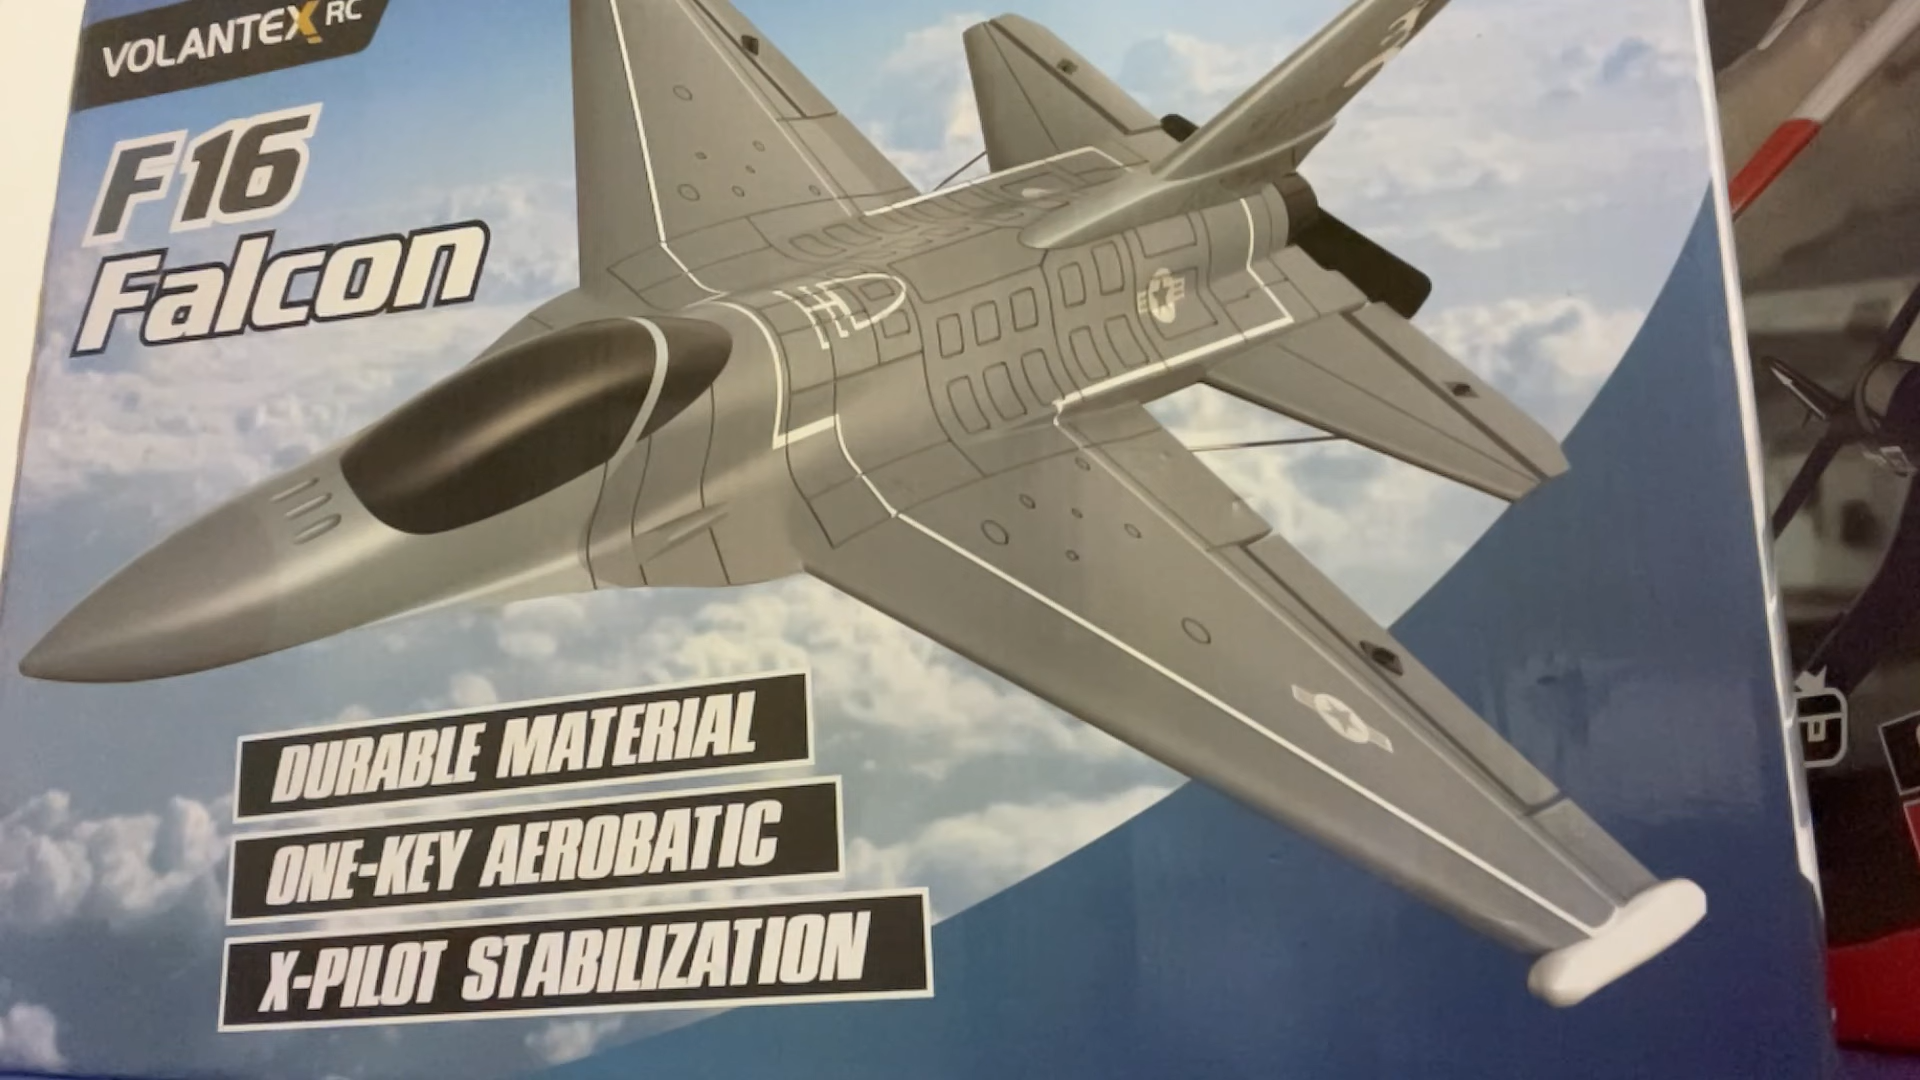 VOLANTEX RC
F16
Falcon
DURABLE MATERIAL
ONE-KEY AEROBATIC
X-PILOT STABILIZATION